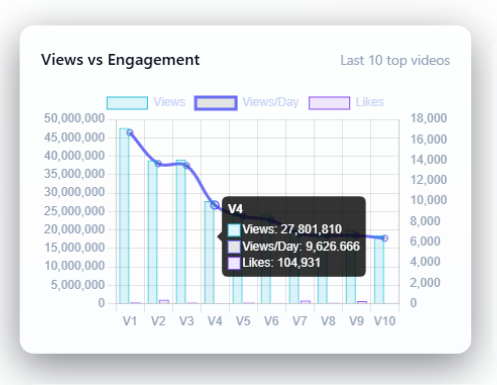 Views vs Engagement Last 10 top videos
Views Views/Day Likes
50,000,000 18,000
45,000,000 16,000
40,000,000 14,000
35,000,000 12,000
30,000,000 10,000
25,000,000 8,000
20,000,000 6,000
15,000,000 4,000
10,000,000 2,000
5,000,000 0
0
V4
Views: 27,801,810
Views/Day: 9,626.666
Likes: 104,931
V1 V2 V3 V4 V5 V6 V7 V8 V9 V10